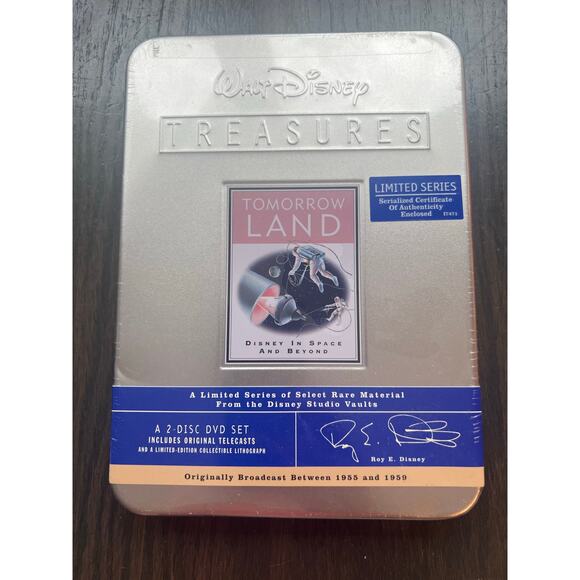 Walt Disney
TREASURES
LIMITED SERIES
Serialized Certificate
Of Authenticity
Enclosed
TOMORROW
LAND
DISNEY IN SPACE
AND BEYOND
A Limited Series of Select Rare Material
From the Disney Studio Vaults
A 2-DISC DVD SET
INCLUDES ORIGINAL TELECASTS
AND A LIMITED-EDITION COLLECTIBLE LITHOGRAPH
Roy E. Disney
Roy E. Disney
Originally Broadcast Between 1955 and 1959